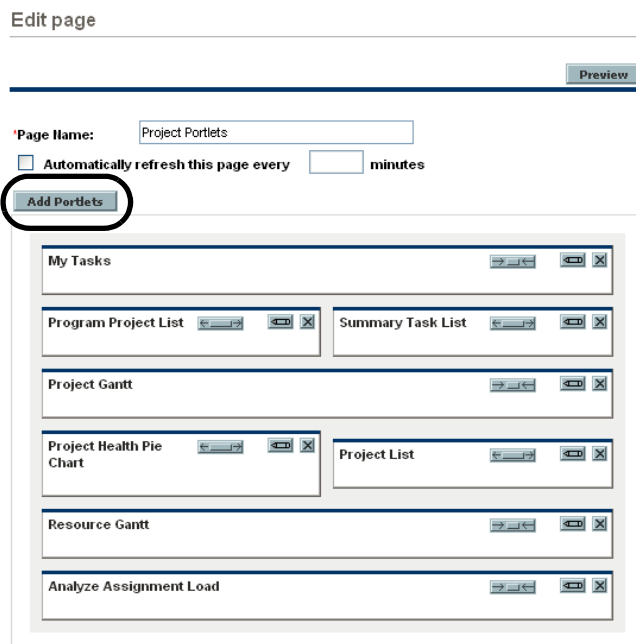 Edit page
Preview
*Page Name: Project Portlets
Automatically refresh this page every minutes
Add Portlets
My Tasks
Program Project List Summary Task List
Project Gantt
Project Health Pie
Chart
Project List
Resource Gantt
Analyze Assignment Load